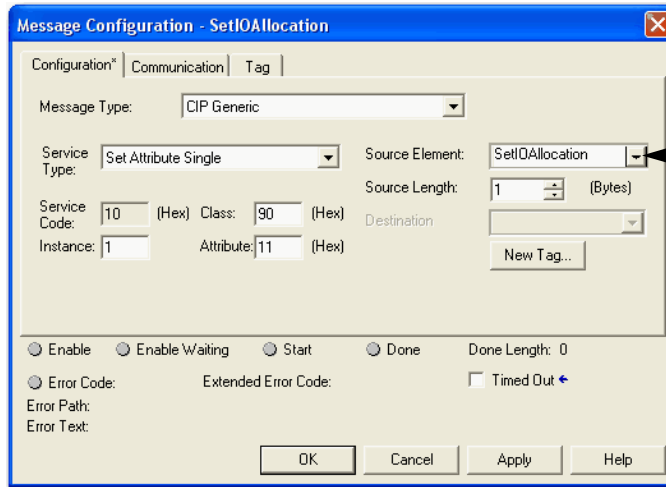 Message Configuration - SetIOAllocation
Configuration* Communication Tag
Message Type: CIP Generic
Service Type: Set Attribute Single
Source Element: SetIOAllocation
Source Length: 1 (Bytes)
Service Code: 10 (Hex) Class: 90 (Hex)
Destination
Instance: 1 Attribute: 11 (Hex)
New Tag...
Enable Enable Waiting Start Done Done Length: 0
Error Code: Extended Error Code: Timed Out
Error Path:
Error Text:
OK Cancel Apply Help